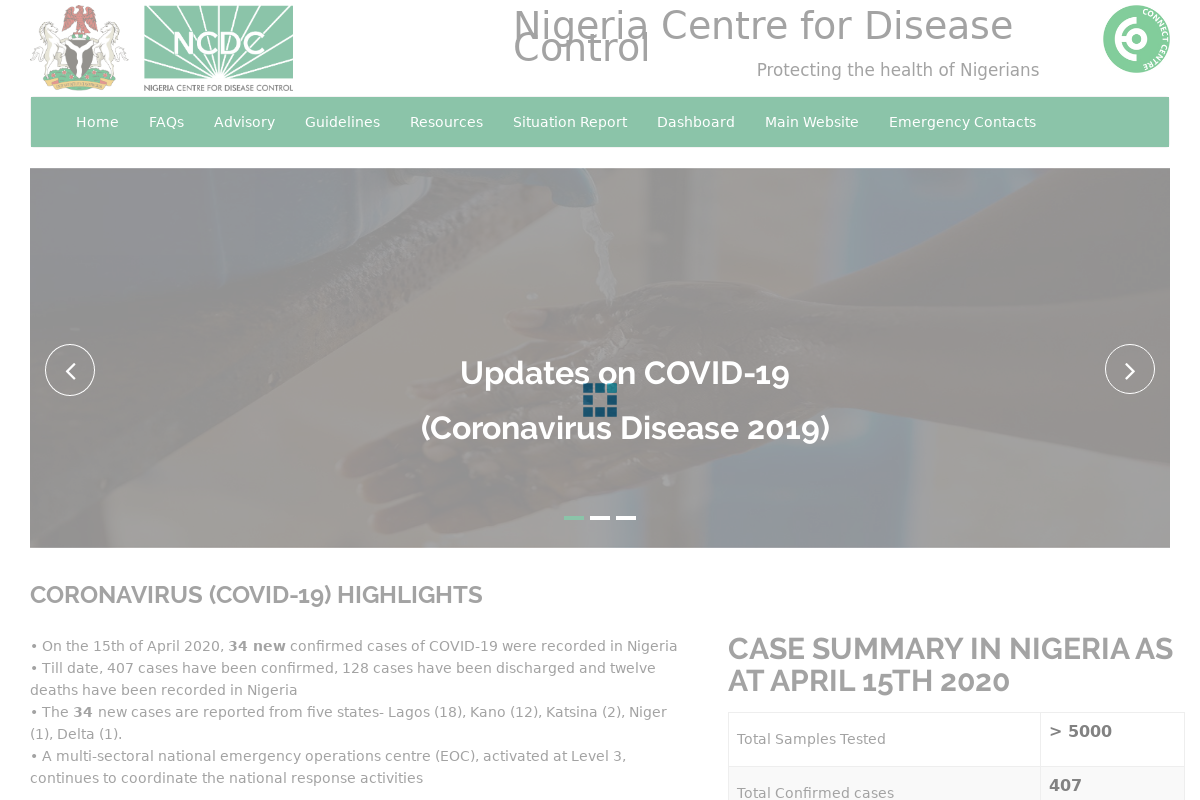 NCDC
NIGERIA CENTRE FOR DISEASE CONTROL
Nigeria Centre for Disease
Control
Protecting the health of Nigerians
CONNECT CENTRE
Home
FAQs
Advisory
Guidelines
Resources
Situation Report
Dashboard
Main Website
Emergency Contacts
Updates on COVID-19
(Coronavirus Disease 2019)
CORONAVIRUS (COVID-19) HIGHLIGHTS
• On the 15th of April 2020, 34 new confirmed cases of COVID-19 were recorded in Nigeria
• Till date, 407 cases have been confirmed, 128 cases have been discharged and twelve
deaths have been recorded in Nigeria
• The 34 new cases are reported from five states- Lagos (18), Kano (12), Katsina (2), Niger
(1), Delta (1).
• A multi-sectoral national emergency operations centre (EOC), activated at Level 3,
continues to coordinate the national response activities
CASE SUMMARY IN NIGERIA AS
AT APRIL 15TH 2020
Total Samples Tested
> 5000
Total Confirmed cases
407